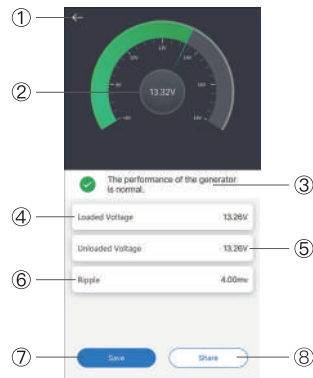 ①
②
13.32V
The performance of the generator
is normal.
③
④
Loaded Voltage 13.26V
Unloaded Voltage 13.26V
⑤
⑥
Ripple 4.00mv
⑦
Save
Share
⑧